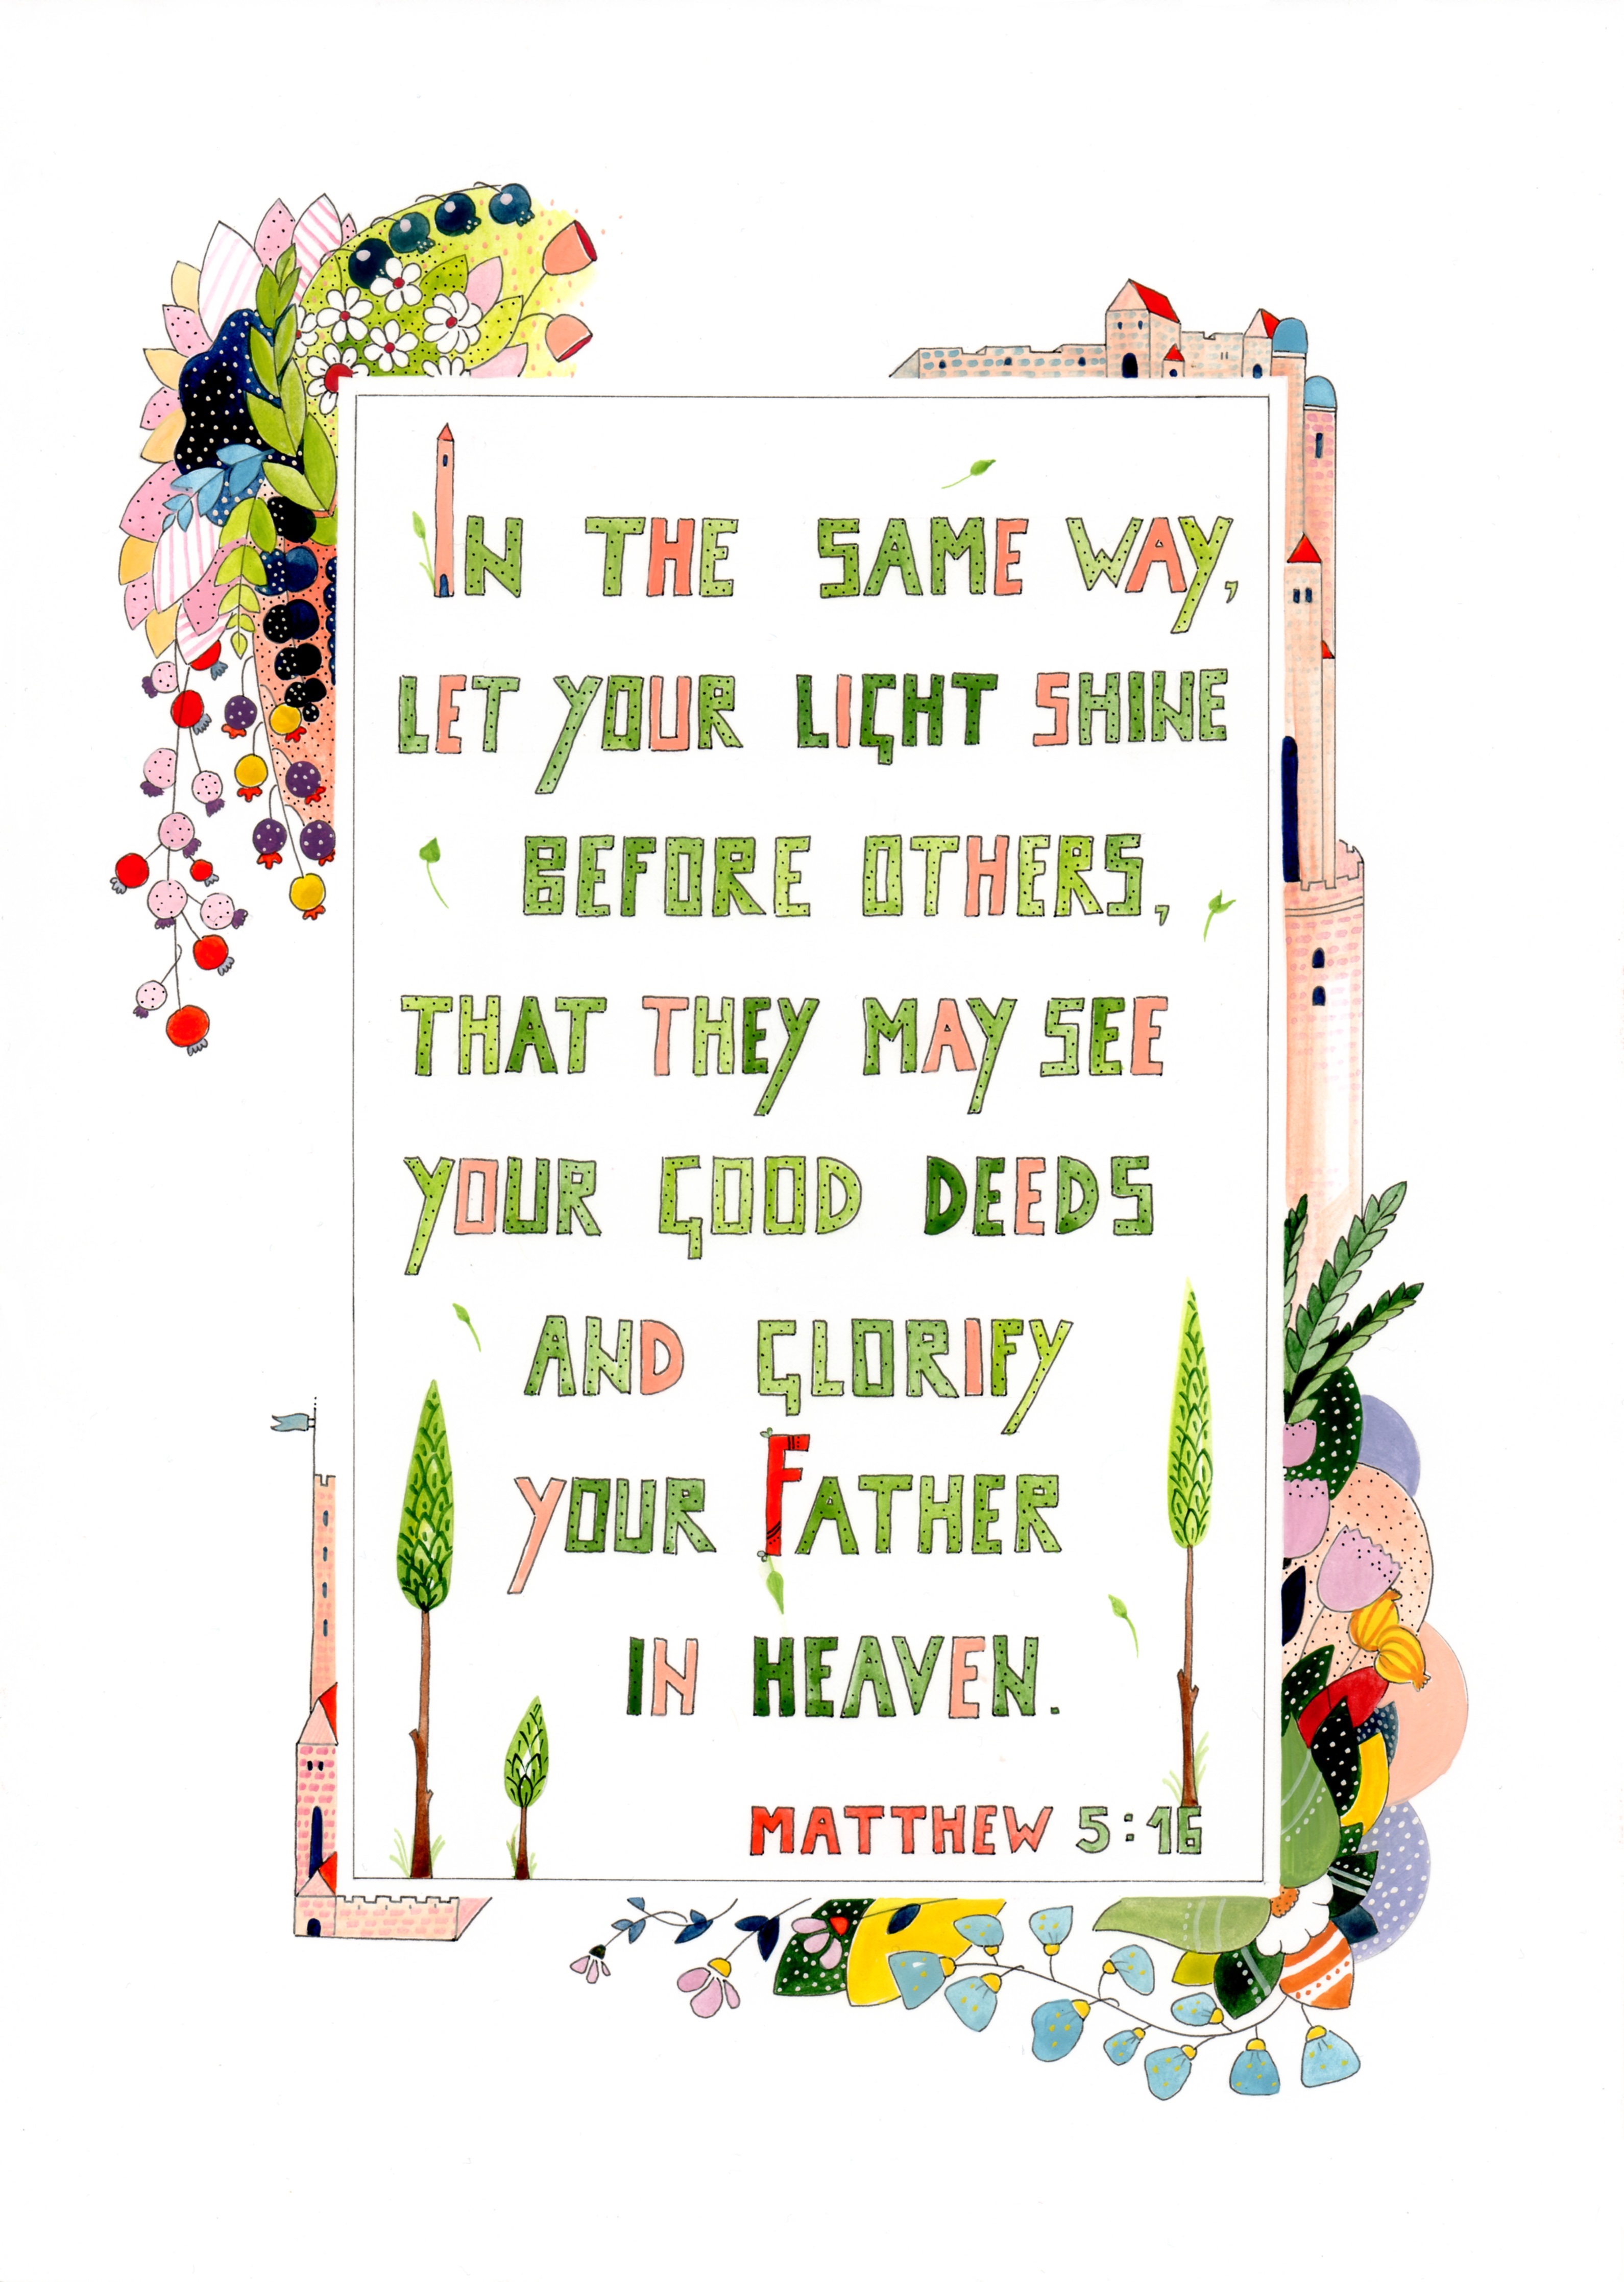 IN THE SAME WAY,
LET YOUR LIGHT SHINE
BEFORE OTHERS,
THAT THEY MAY SEE
YOUR GOOD DEEDS
AND GLORIFY
YOUR FATHER
IN HEAVEN.
MATTHEW 5:16